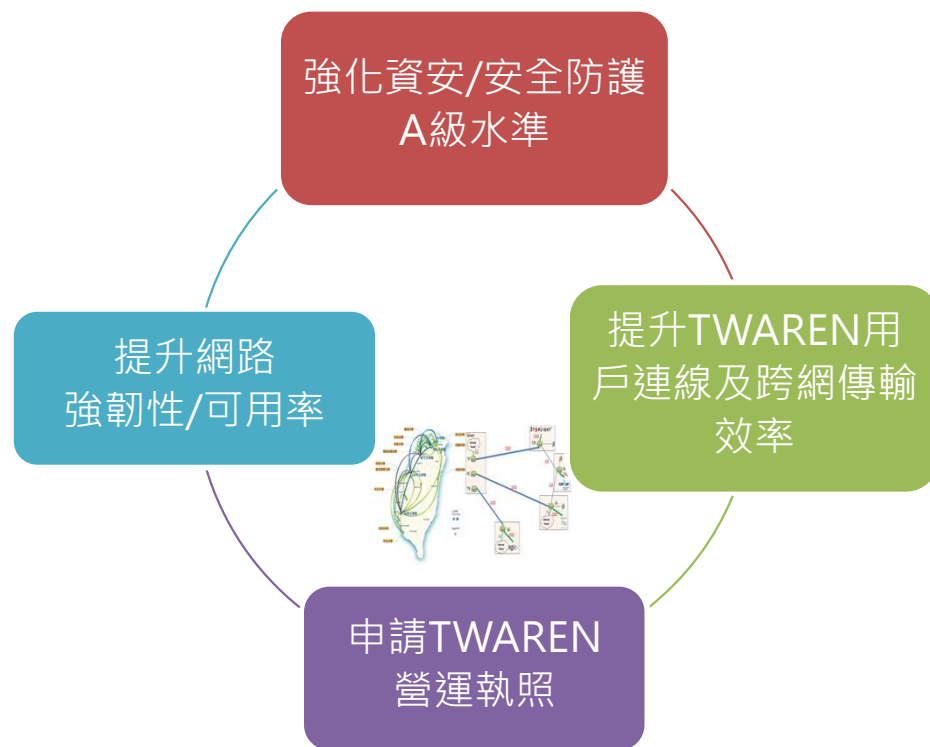 強化資安/安全防護
A級水準
提升網路
強韌性/可用率
提升TWAREN用
戶連線及跨網傳輸
效率
申請TWAREN
營運執照